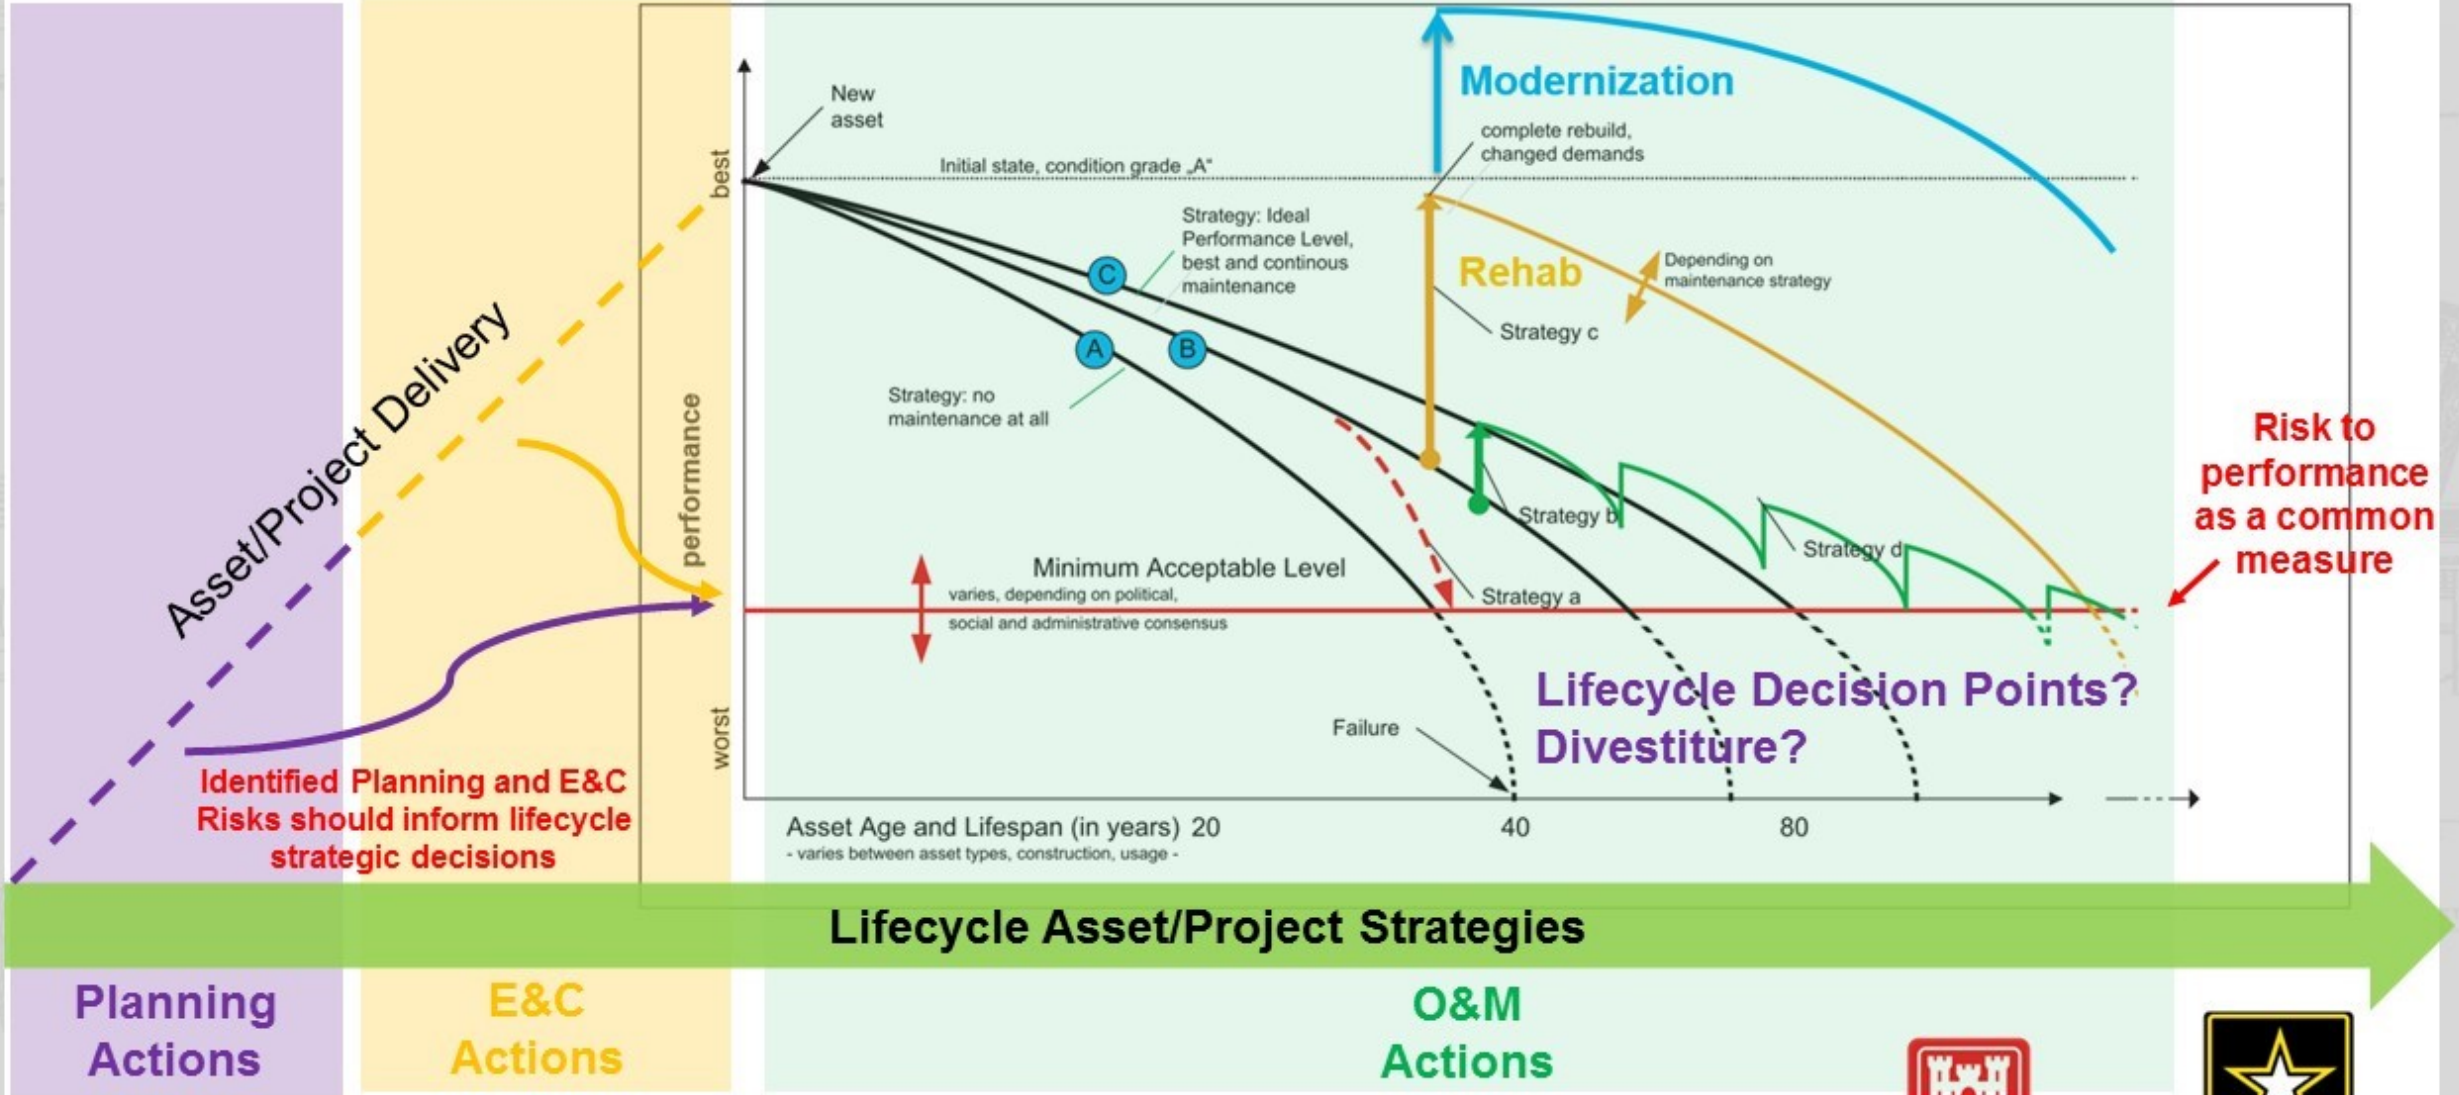 New
asset
best
Initial state, condition grade „A“
Modernization
complete rebuild,
changed demands
Strategy: Ideal
Performance Level,
best and continous
maintenance
C
A
B
Rehab
Depending on
maintenance strategy
Strategy c
Strategy: no
maintenance at all
Asset/Project Delivery
performance
Strategy b
Strategy d
Risk to
performance
as a common
measure
Minimum Acceptable Level
varies, depending on political,
social and administrative consensus
Strategy a
Lifecycle Decision Points?
Divestiture?
worst
Failure
Identified Planning and E&C
Risks should inform lifecycle
strategic decisions
Asset Age and Lifespan (in years) 20
40
80
- varies between asset types, construction, usage -
Lifecycle Asset/Project Strategies
Planning
Actions
E&C
Actions
O&M
Actions